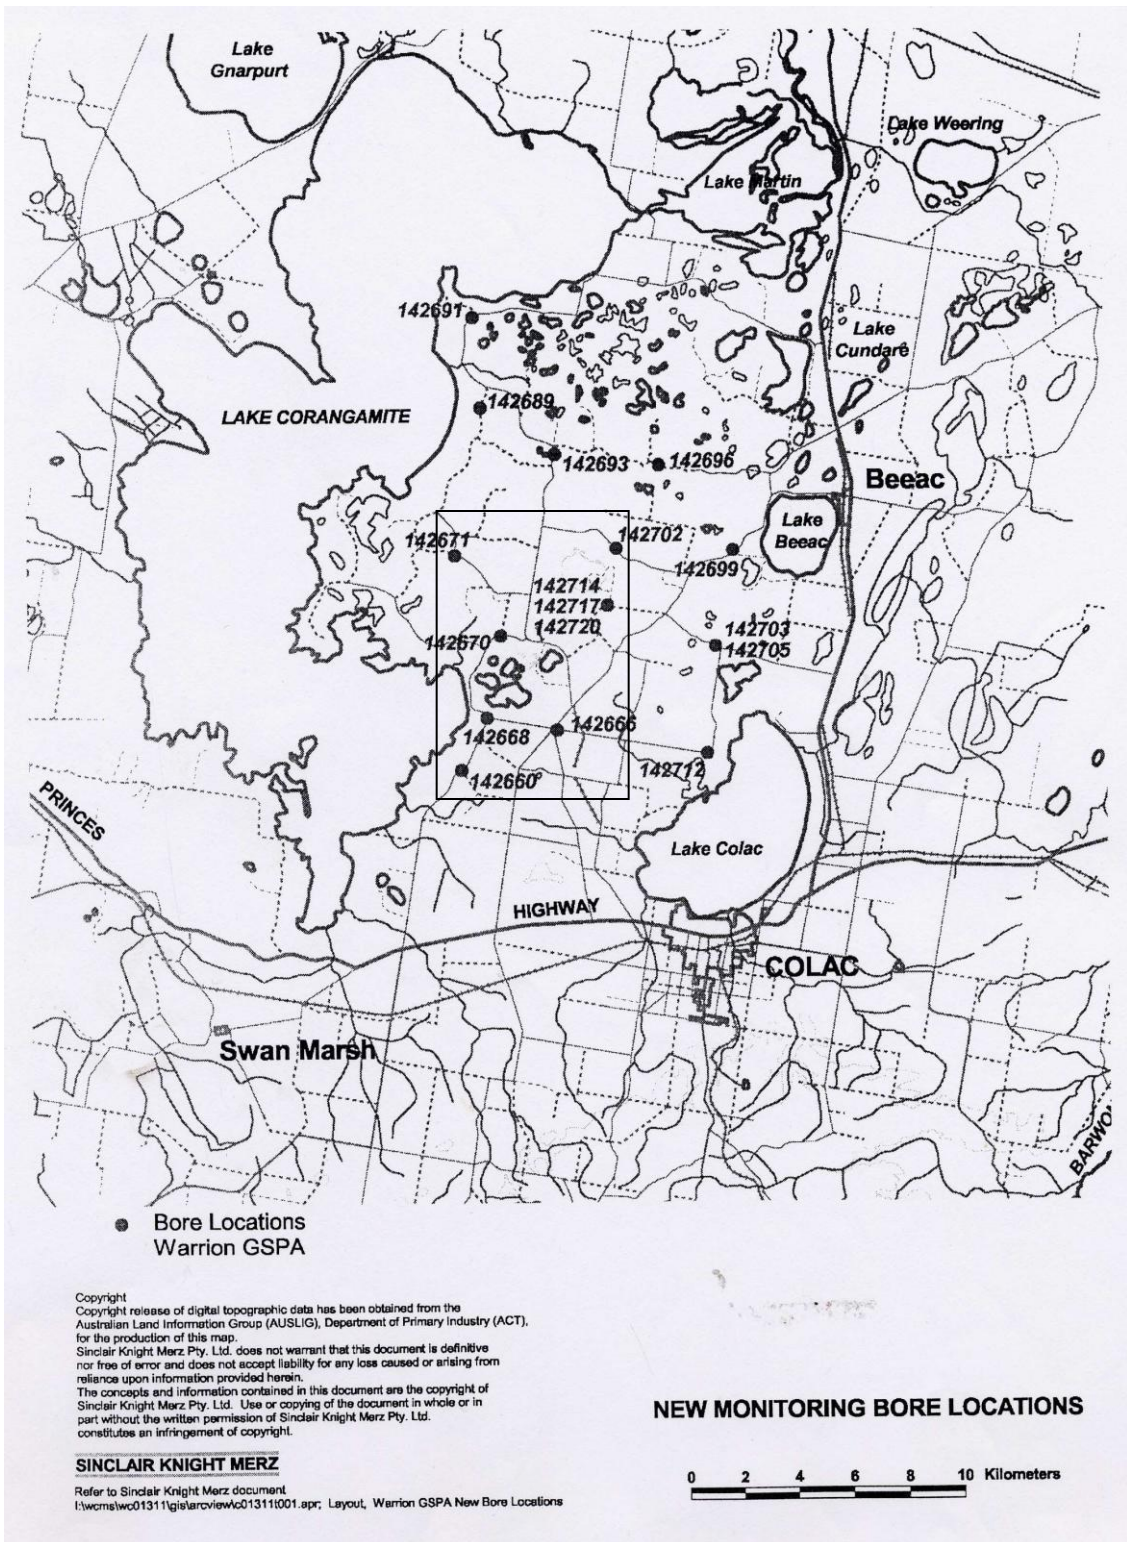 Lake
Gnarpurt
Lake Weering
Lake Martin
142691
Lake
Cundare
142689
LAKE CORANGAMITE
142693
142696
Beeac
Lake
Beeac
142671
142702
142699
142714
142717
142720
142670
142703
142705
142666
142668
142712
142660
PRINCES
Lake Colac
HIGHWAY
COLAC
Swan Marsh
BARWO
Bore Locations
Warrion GSPA
Copyright
Copyright release of digital topographic data has been obtained from the
Australian Land Information Group (AUSLIG), Department of Primary Industry (ACT),
for the production of this map.
Sinclair Knight Merz Pty. Ltd. does not warrant that this document is definitive
nor free of error and does not accept liability for any loss caused or arising from
reliance upon information provided herein.
The concepts and information contained in this document are the copyright of
Sinclair Knight Merz Pty. Ltd. Use or copying of the document in whole or in
part without the written permission of Sinclair Knight Merz Pty. Ltd.
constitutes an infringement of copyright.
NEW MONITORING BORE LOCATIONS
SINCLAIR KNIGHT MERZ
0 2 4 6 8 10 Kilometers
Refer to Sinclair Knight Merz document
I:\wcms\wc01311\gis\arcview\c01311t001.apr; Layout, Warrion GSPA New Bore Locations